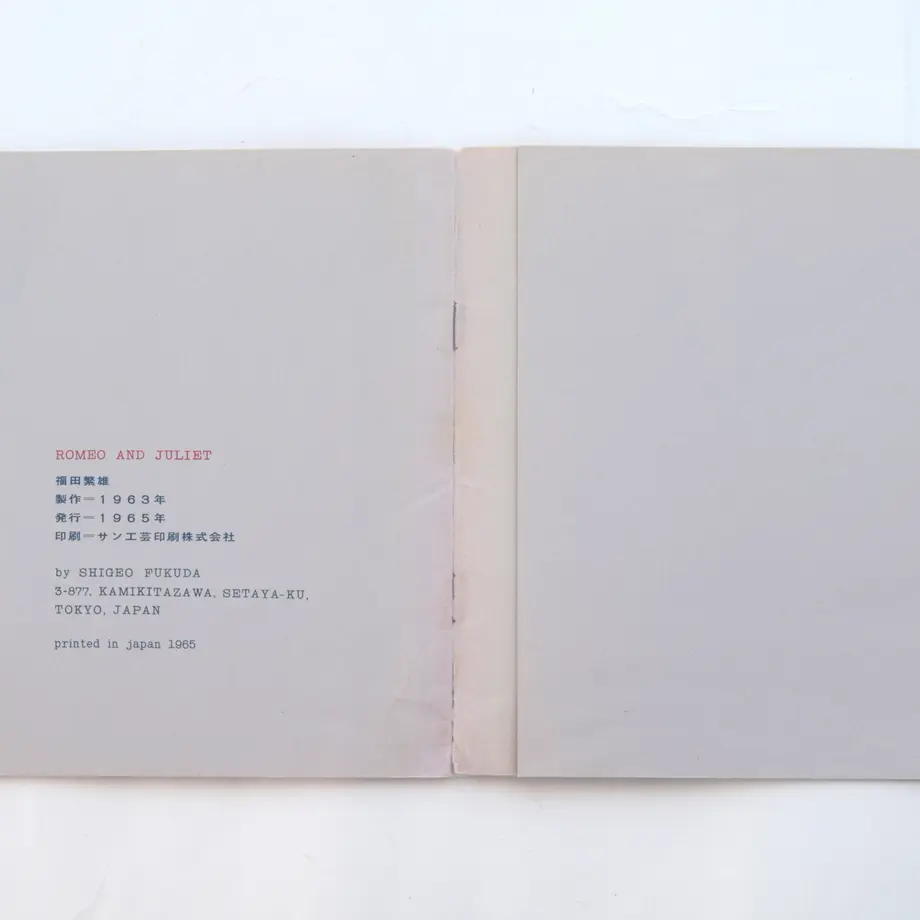 ROMEO AND JULIET
福田繁雄
製作＝１９６３年
発行＝１９６５年
印刷＝サン工芸印刷株式会社
by SHIGEO FUKUDA
3-877, KAMIKITAZAWA, SETAYA-KU,
TOKYO, JAPAN
printed in japan 1965